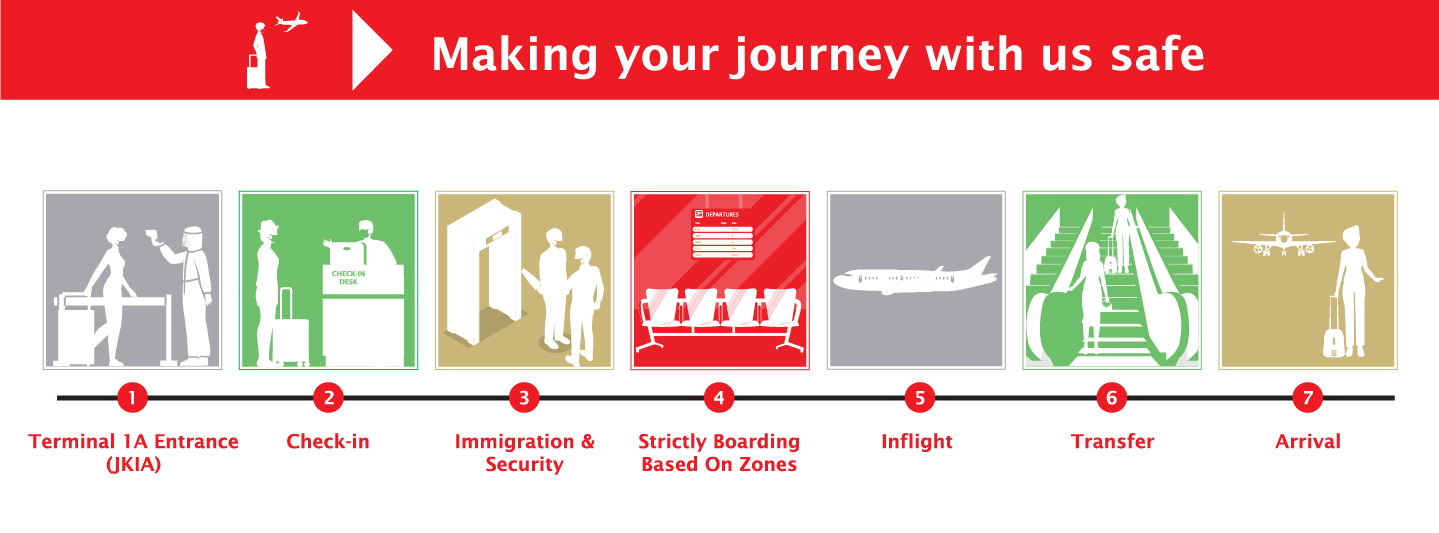 Making your journey with us safe
DEPARTURES
CHECK-IN
DESK
1
2
3
4
5
6
7
Terminal 1A Entrance
(JKIA)
Check-in
Immigration &
Security
Strictly Boarding
Based On Zones
Inflight
Transfer
Arrival